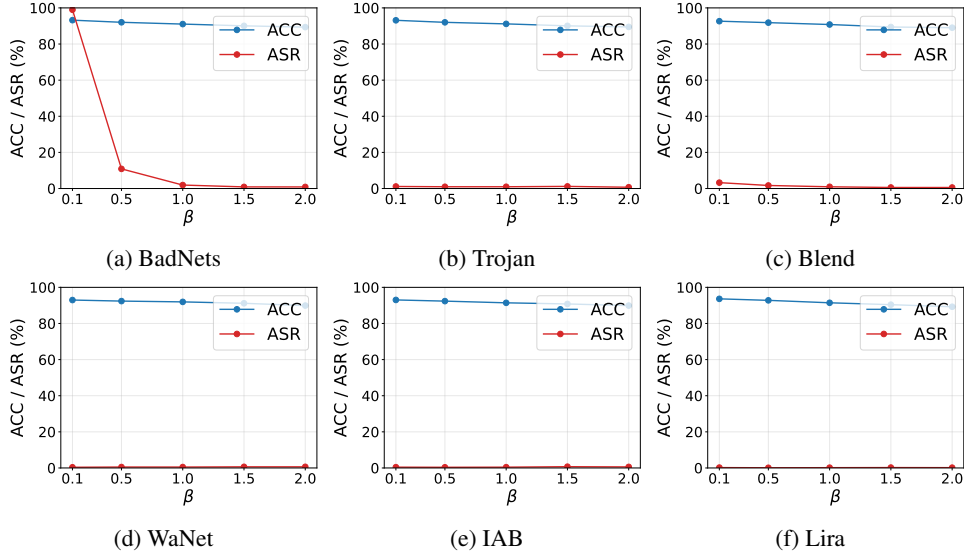 100
80
60
40
20
0
ACC / ASR (%)
ACC
ASR
0.1 0.5 1.0 1.5 2.0
β
(a) BadNets
100
80
60
40
20
0
ACC / ASR (%)
ACC
ASR
0.1 0.5 1.0 1.5 2.0
β
(b) Trojan
100
80
60
40
20
0
ACC / ASR (%)
ACC
ASR
0.1 0.5 1.0 1.5 2.0
β
(c) Blend
100
80
60
40
20
0
ACC / ASR (%)
ACC
ASR
0.1 0.5 1.0 1.5 2.0
β
(d) WaNet
100
80
60
40
20
0
ACC / ASR (%)
ACC
ASR
0.1 0.5 1.0 1.5 2.0
β
(e) IAB
100
80
60
40
20
0
ACC / ASR (%)
ACC
ASR
0.1 0.5 1.0 1.5 2.0
β
(f) Lira